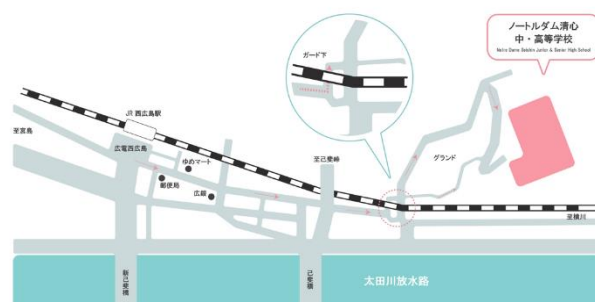 ノートルダム清心
中・高等学校
Notre Dame Seishin Junior & Senior High School
ガード下
JR 西広島駅
至宮島
広電西広島
ゆめマート
郵便局
広銀
至己斐峠
グランド
至横川
太田川放水路
新己斐橋
己斐橋